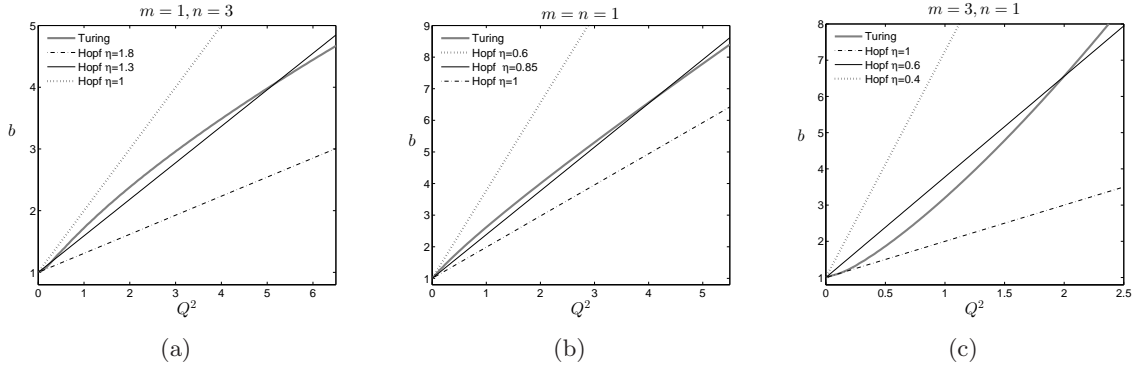 m = 1, n = 3
5
4
3
2
1
b
Turing
Hopf η=1.8
Hopf η=1.3
Hopf η=1
0 1 2 3 4 5 6
Q²
(a)
m = n = 1
9
8
7
6
5
4
3
2
1
b
Turing
Hopf η=0.6
Hopf η=0.85
Hopf η=1
0 1 2 3 4 5
Q²
(b)
m = 3, n = 1
8
7
6
5
4
3
2
1
b
Turing
Hopf η=1
Hopf η=0.6
Hopf η=0.4
0 0.5 1 1.5 2 2.5
Q²
(c)